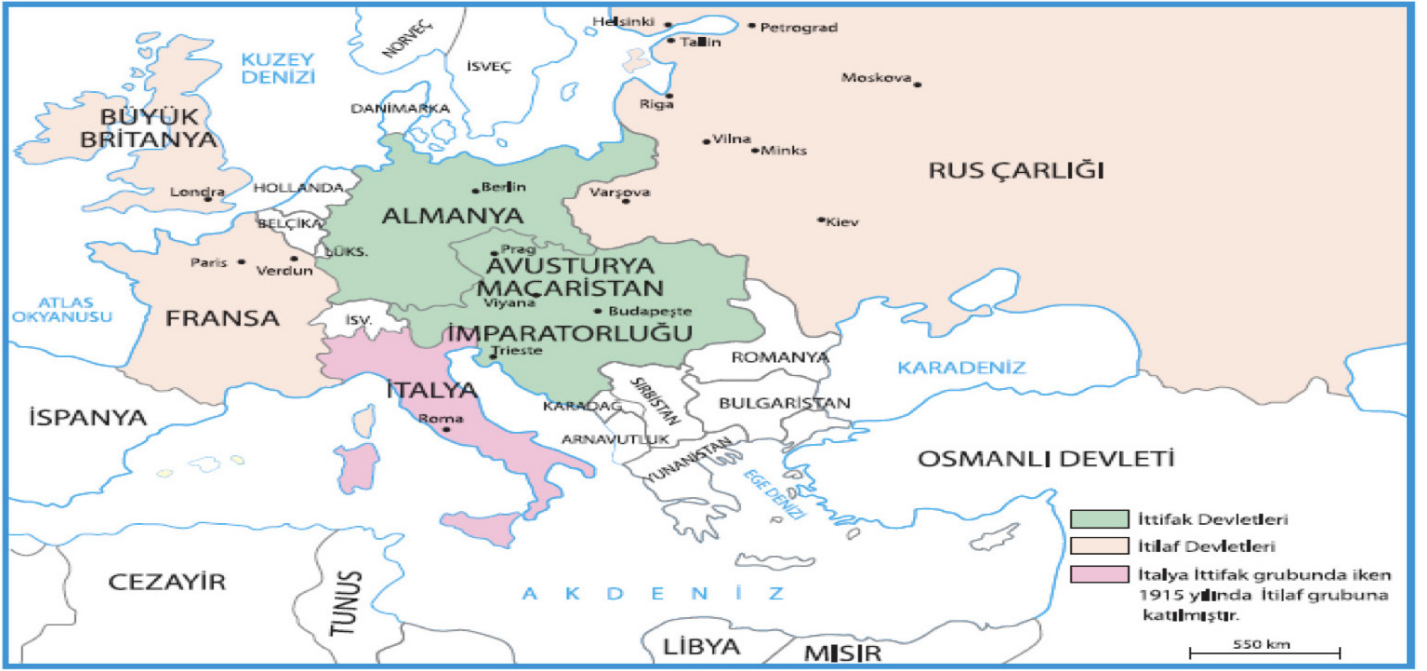 NORVEÇ
İSVEÇ
Helsinki
Petrograd
Tallin
KUZEY
DENİZİ
Moskova
DANİMARKA
Riga
BÜYÜK
BRİTANYA
Vilna
Minks
RUS ÇARLIĞI
Londra
HOLLANDA
Berlin
Varşova
ALMANYA
BELÇİKA
Kiev
LÜKS.
Prag
Paris
Verdun
AVUSTURYA
MACARİSTAN
Viyana
ATLAS
OKYANUSU
FRANSA
İSV.
Budapeşte
İMPARATORLUĞU
Trieste
ROMANYA
KARADENİZ
İTALYA
SIRBİSTAN
KARADAĞ
BULGARİSTAN
İSPANYA
Roma
ARNAVUTLUK
YUNANİSTAN
EGE DENİZİ
OSMANLI DEVLETİ
İttifak Devletleri
İtilaf Devletleri
İtalya İttifak grubunda iken
1915 yılında İtilaf grubuna
katılmıştır.
CEZAYİR
TUNUS
AKDENİZ
LİBYA
MISIR
550 km